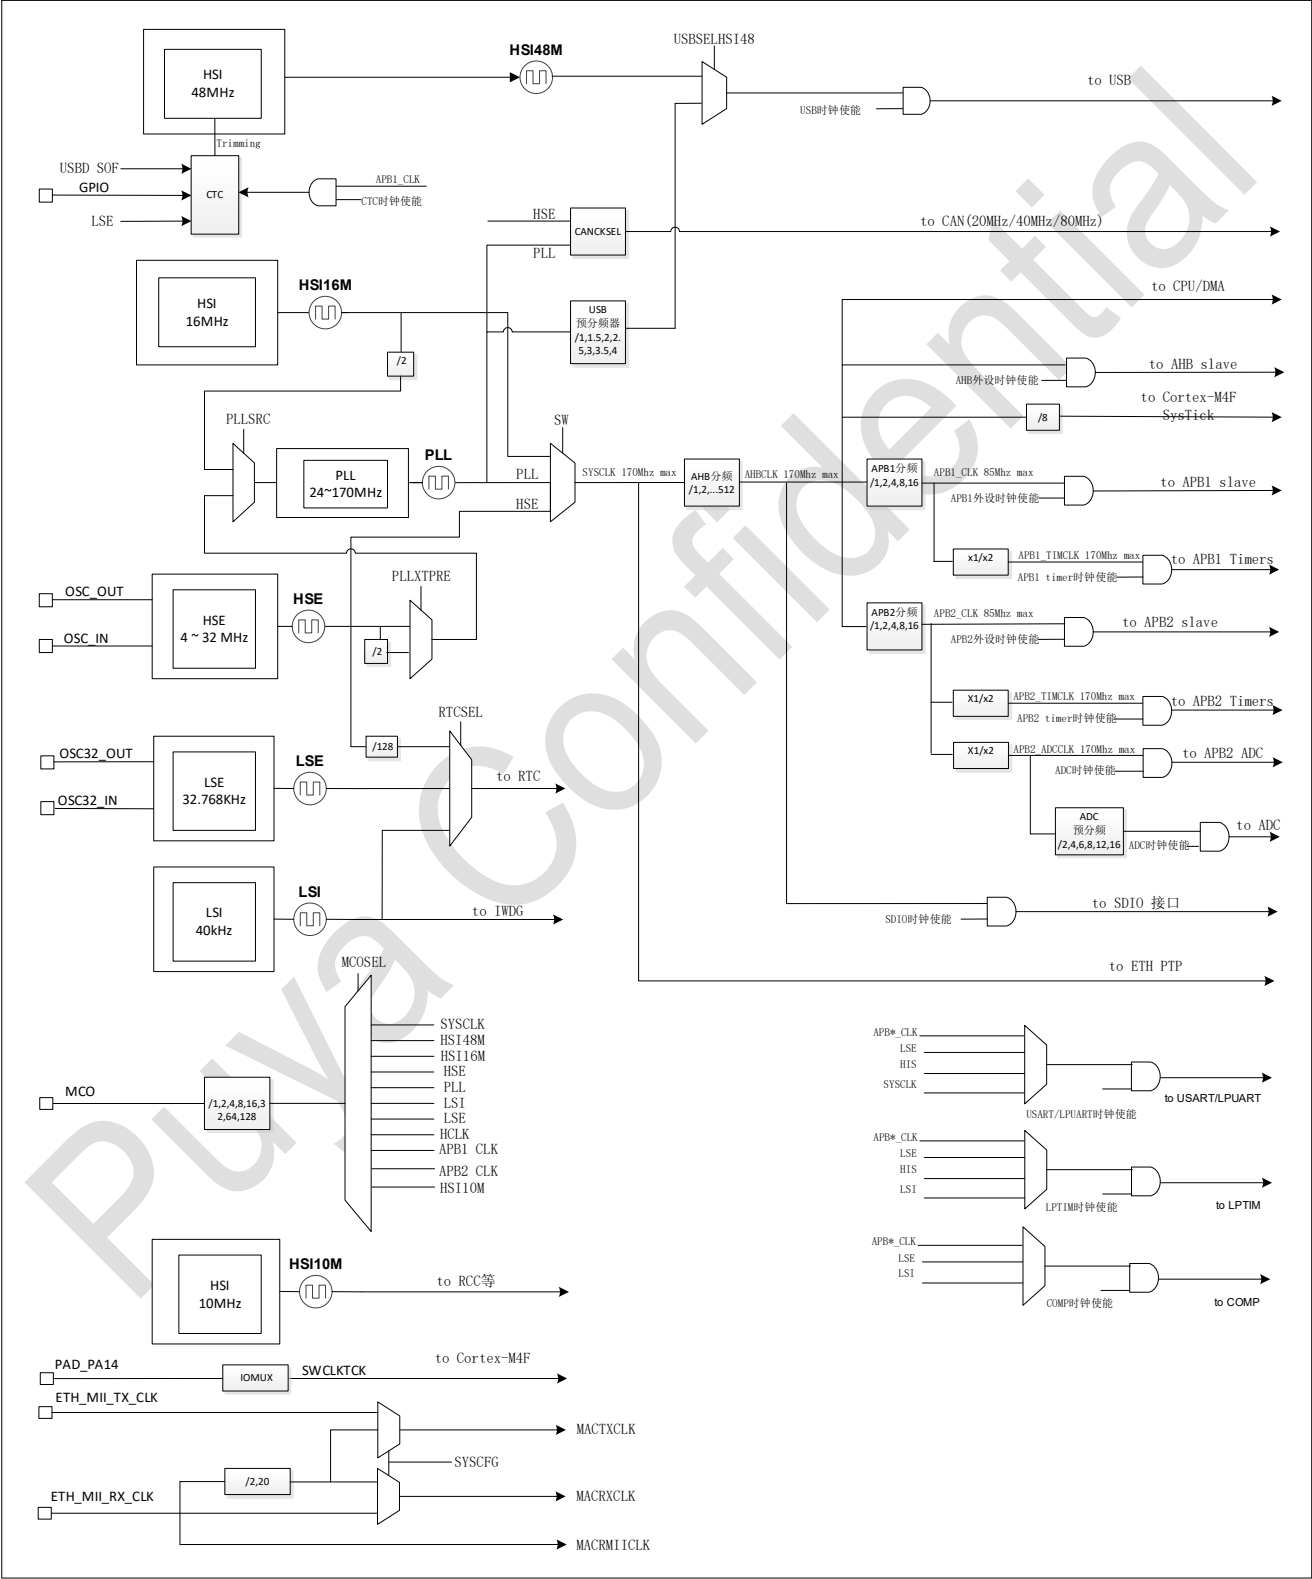 HSI
48MHz
HSI48M
USBSELHSI48
to USB
USB时钟使能
Trimming
USBD SOF
GPIO
LSE
CTC
APB1_CLK
CTC时钟使能
HSE
PLL
CANCKSEL
to CAN(20MHz/40MHz/80MHz)
HSI
16MHz
HSI16M
/2
USB
预分频器
/1,1.5,2,2.
5,3,3.5,4
to CPU/DMA
to AHB slave
AHB外设时钟使能
to Cortex-M4F
SysTick
/8
PLLSRC
PLL
24~170MHz
PLL
SW
PLL
HSE
SYSCLK 170Mhz max
AHB分频
/1,2,…512
AHBCLK 170Mhz max
APB1分频
/1,2,4,8,16
APB1_CLK 85Mhz max
APB1外设时钟使能
to APB1 slave
x1/x2
APB1_TIMCLK 170Mhz max
APB1 timer时钟使能
to APB1 Timers
OSC_OUT
OSC_IN
HSE
4 ~ 32 MHz
HSE
PLLXTPRE
/2
APB2分频
/1,2,4,8,16
APB2_CLK 85Mhz max
APB2外设时钟使能
to APB2 slave
X1/x2
APB2_TIMCLK 170Mhz max
APB2 timer时钟使能
to APB2 Timers
X1/x2
APB2_ADCCLK 170Mhz max
ADC时钟使能
to APB2 ADC
ADC
预分频
/2,4,6,8,12,16
ADC时钟使能
to ADC
OSC32_OUT
OSC32_IN
LSE
32.768KHz
LSE
RTCSEL
/128
to RTC
LSI
40kHz
LSI
to IWDG
SDIO时钟使能
to SDIO 接口
to ETH PTP
MCOSEL
SYSCLK
HSI48M
HSI16M
HSE
PLL
LSI
LSE
HCLK
APB1 CLK
APB2 CLK
HSI10M
MCO
/1,2,4,8,16,3
2,64,128
APB*_CLK
LSE
HIS
SYSCLK
USART/LPUART时钟使能
to USART/LPUART
APB*_CLK
LSE
HIS
LSI
LPTIM时钟使能
to LPTIM
APB*_CLK
LSE
LSI
COMP时钟使能
to COMP
HSI
10MHz
HSI10M
to RCC等
PAD_PA14
IOMUX
SWCLKTCK
to Cortex-M4F
ETH_MII_TX_CLK
MACTXCLK
SYSCFG
/2,20
ETH_MII_RX_CLK
MACRXCLK
MACRMIICLK
Puya Confidential